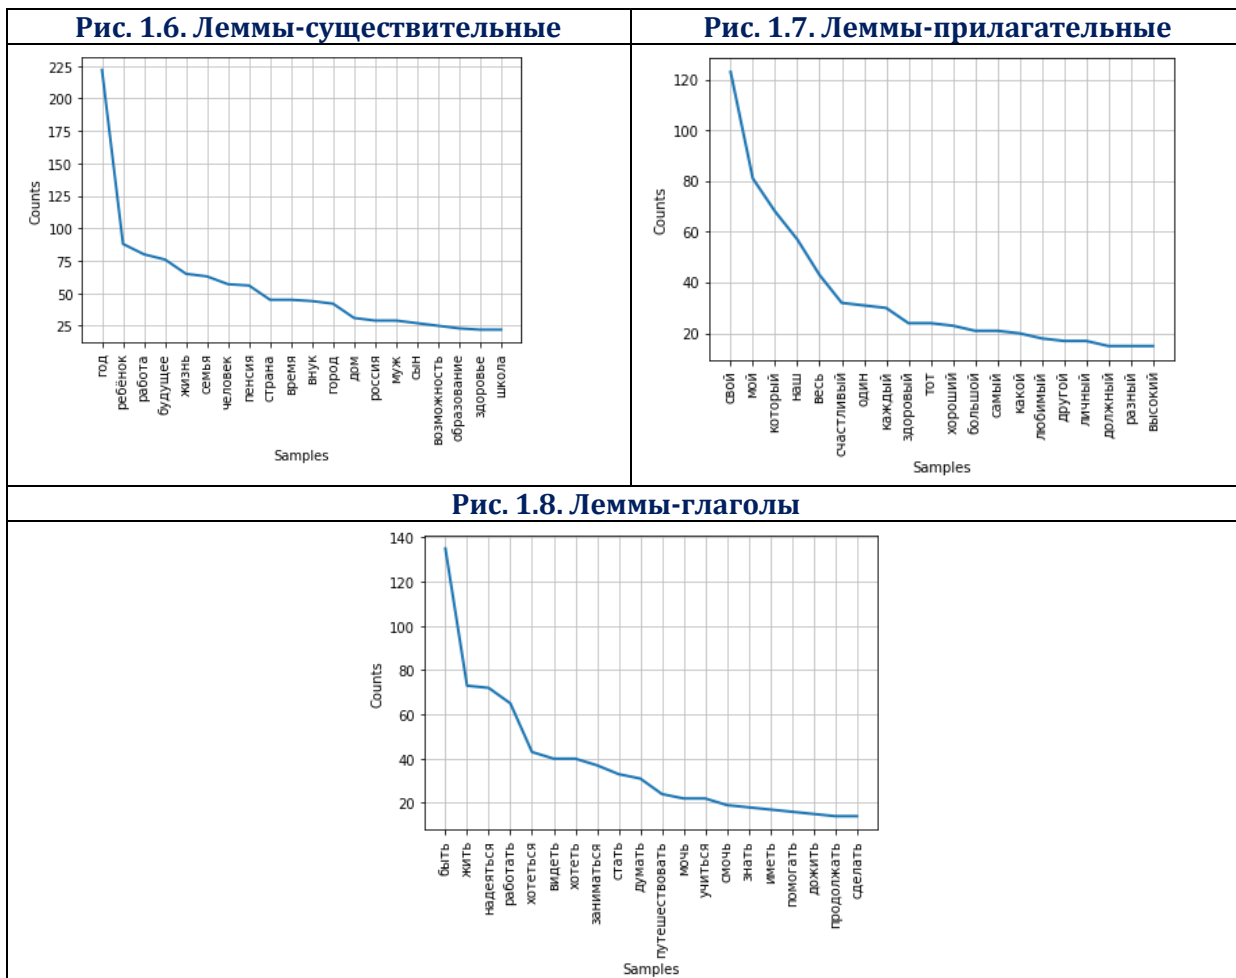 Рис. 1.6. Леммы-существительные
225
200
175
150
125
100
75
50
25
Counts
год
ребёнок
работа
будущее
жизнь
семья
человек
пенсия
страна
время
внук
город
дом
россия
муж
сын
возможность
образование
здоровье
школа
Samples
Рис. 1.7. Леммы-прилагательные
120
100
80
60
40
20
Counts
свой
мой
который
наш
весь
счастливый
один
каждый
здоровый
тот
хороший
большой
самый
какой
любимый
другой
личный
должный
разный
высокий
Samples
Рис. 1.8. Леммы-глаголы
140
120
100
80
60
40
20
Counts
быть
жить
надеяться
работать
хотеться
видеть
хотеть
заниматься
стать
думать
путешествовать
мочь
учиться
смочь
знать
иметь
помогать
дожить
продолжать
сделать
Samples